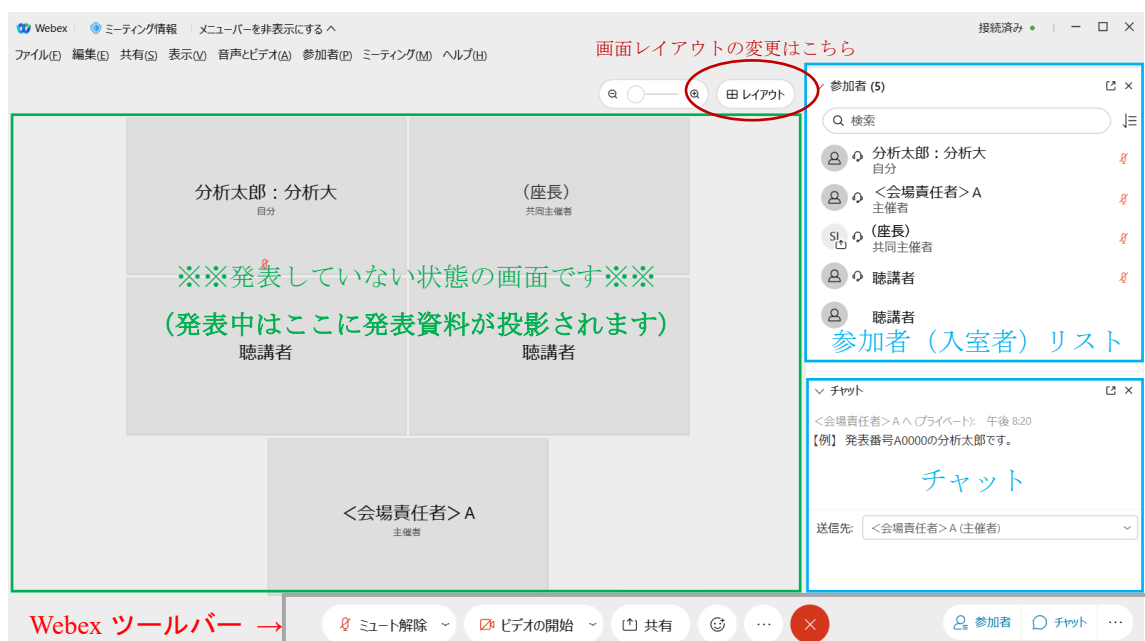 Webex ミーティング情報 メニューバーを非表示にする へ 接続済み
ファイル(F) 編集(E) 共有(S) 表示(V) 音声とビデオ(A) 参加者(P) ミーティング(M) ヘルプ(H)
画面レイアウトの変更はこちら
レイアウト
参加者 (5)
検索
分析太郎：分析大
自分
＜会場責任者＞A
主催者
SI
(座長)
共同主催者
聴講者
聴講者
参加者（入室者）リスト
分析太郎：分析大
自分
（座長）
共同主催者
※※発表していない状態の画面です※※
（発表中はここに発表資料が投影されます）
聴講者
聴講者
＜会場責任者＞A
主催者
チャット
＜会場責任者＞A へ (プライベート): 午後 8:20
【例】 発表番号A0000の分析太郎です。
チャット
送信先: ＜会場責任者＞A (主催者)
Webex ツールバー →
ミュート解除 ビデオの開始 共有 … 参加者 チャット …